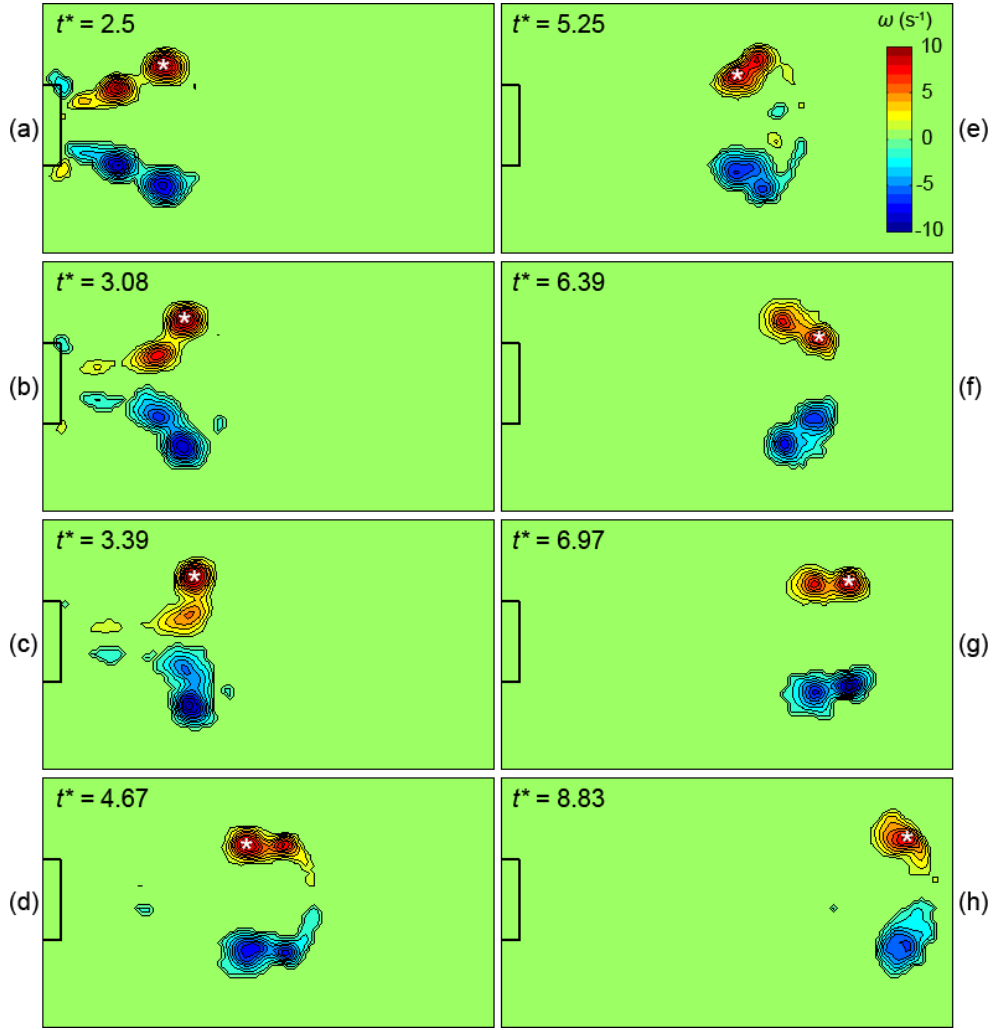 t* = 2.5
(a)
t* = 3.08
(b)
t* = 3.39
(c)
t* = 4.67
(d)
t* = 5.25
ω (s⁻¹)
10
5
0
-5
-10
(e)
t* = 6.39
(f)
t* = 6.97
(g)
t* = 8.83
(h)
*
*
*
*
*
*
*
*